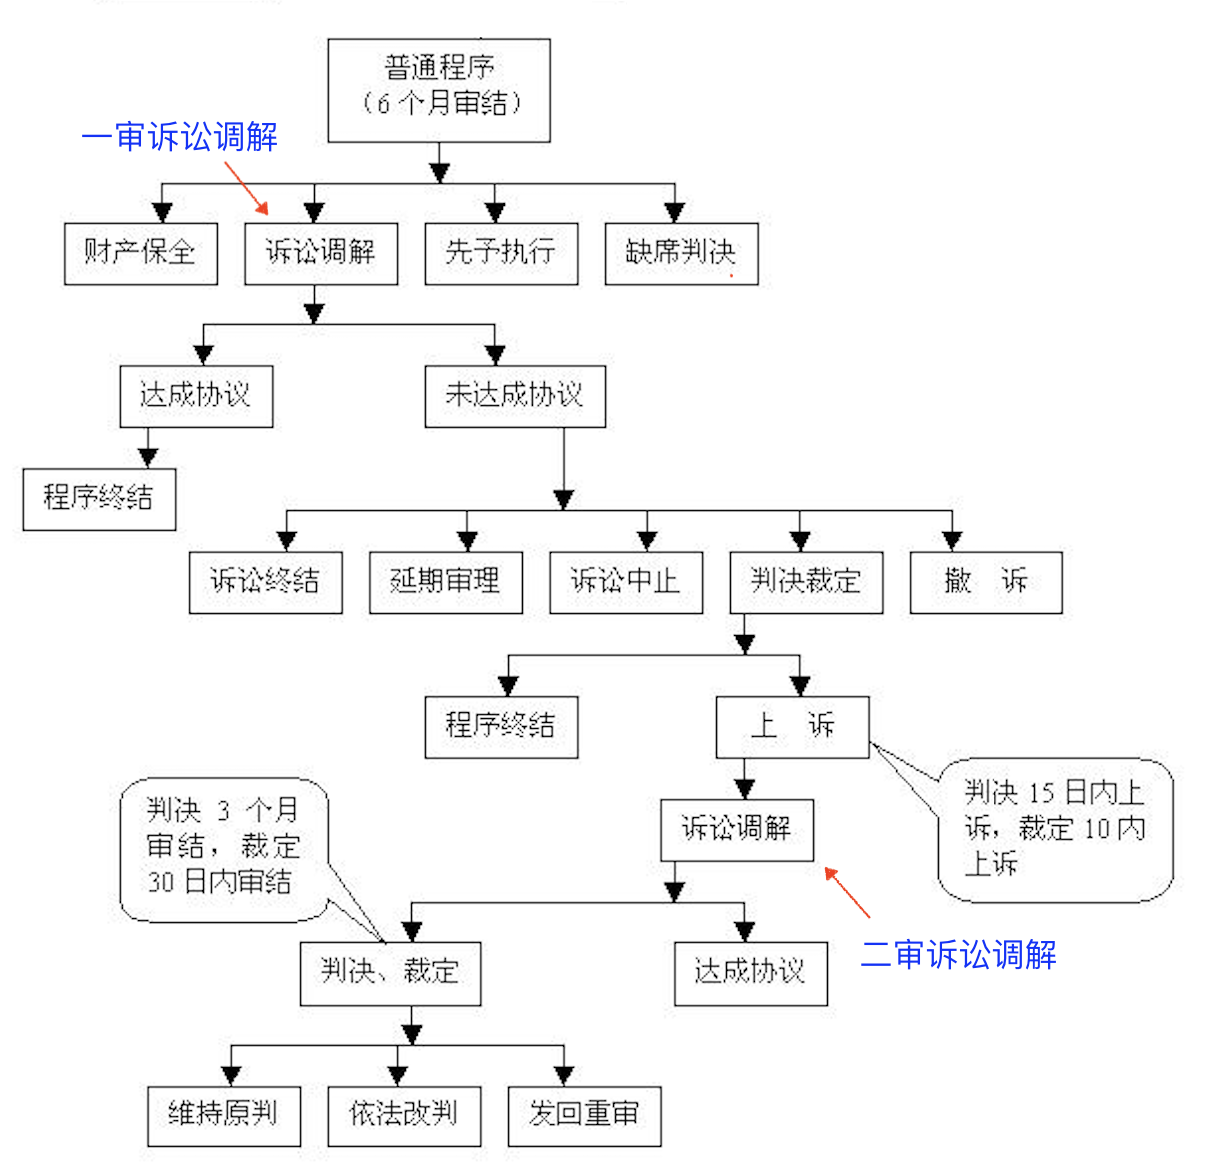 普通程序
（6个月审结）
一审诉讼调解
财产保全
诉讼调解
先予执行
缺席判决
达成协议
未达成协议
程序终结
诉讼终结
延期审理
诉讼中止
判决裁定
撤 诉
程序终结
上 诉
判决15日内上
诉，裁定10内
上诉
判决 3 个月
审结，裁定
30日内审结
诉讼调解
二审诉讼调解
判决、裁定
达成协议
维持原判
依法改判
发回重审